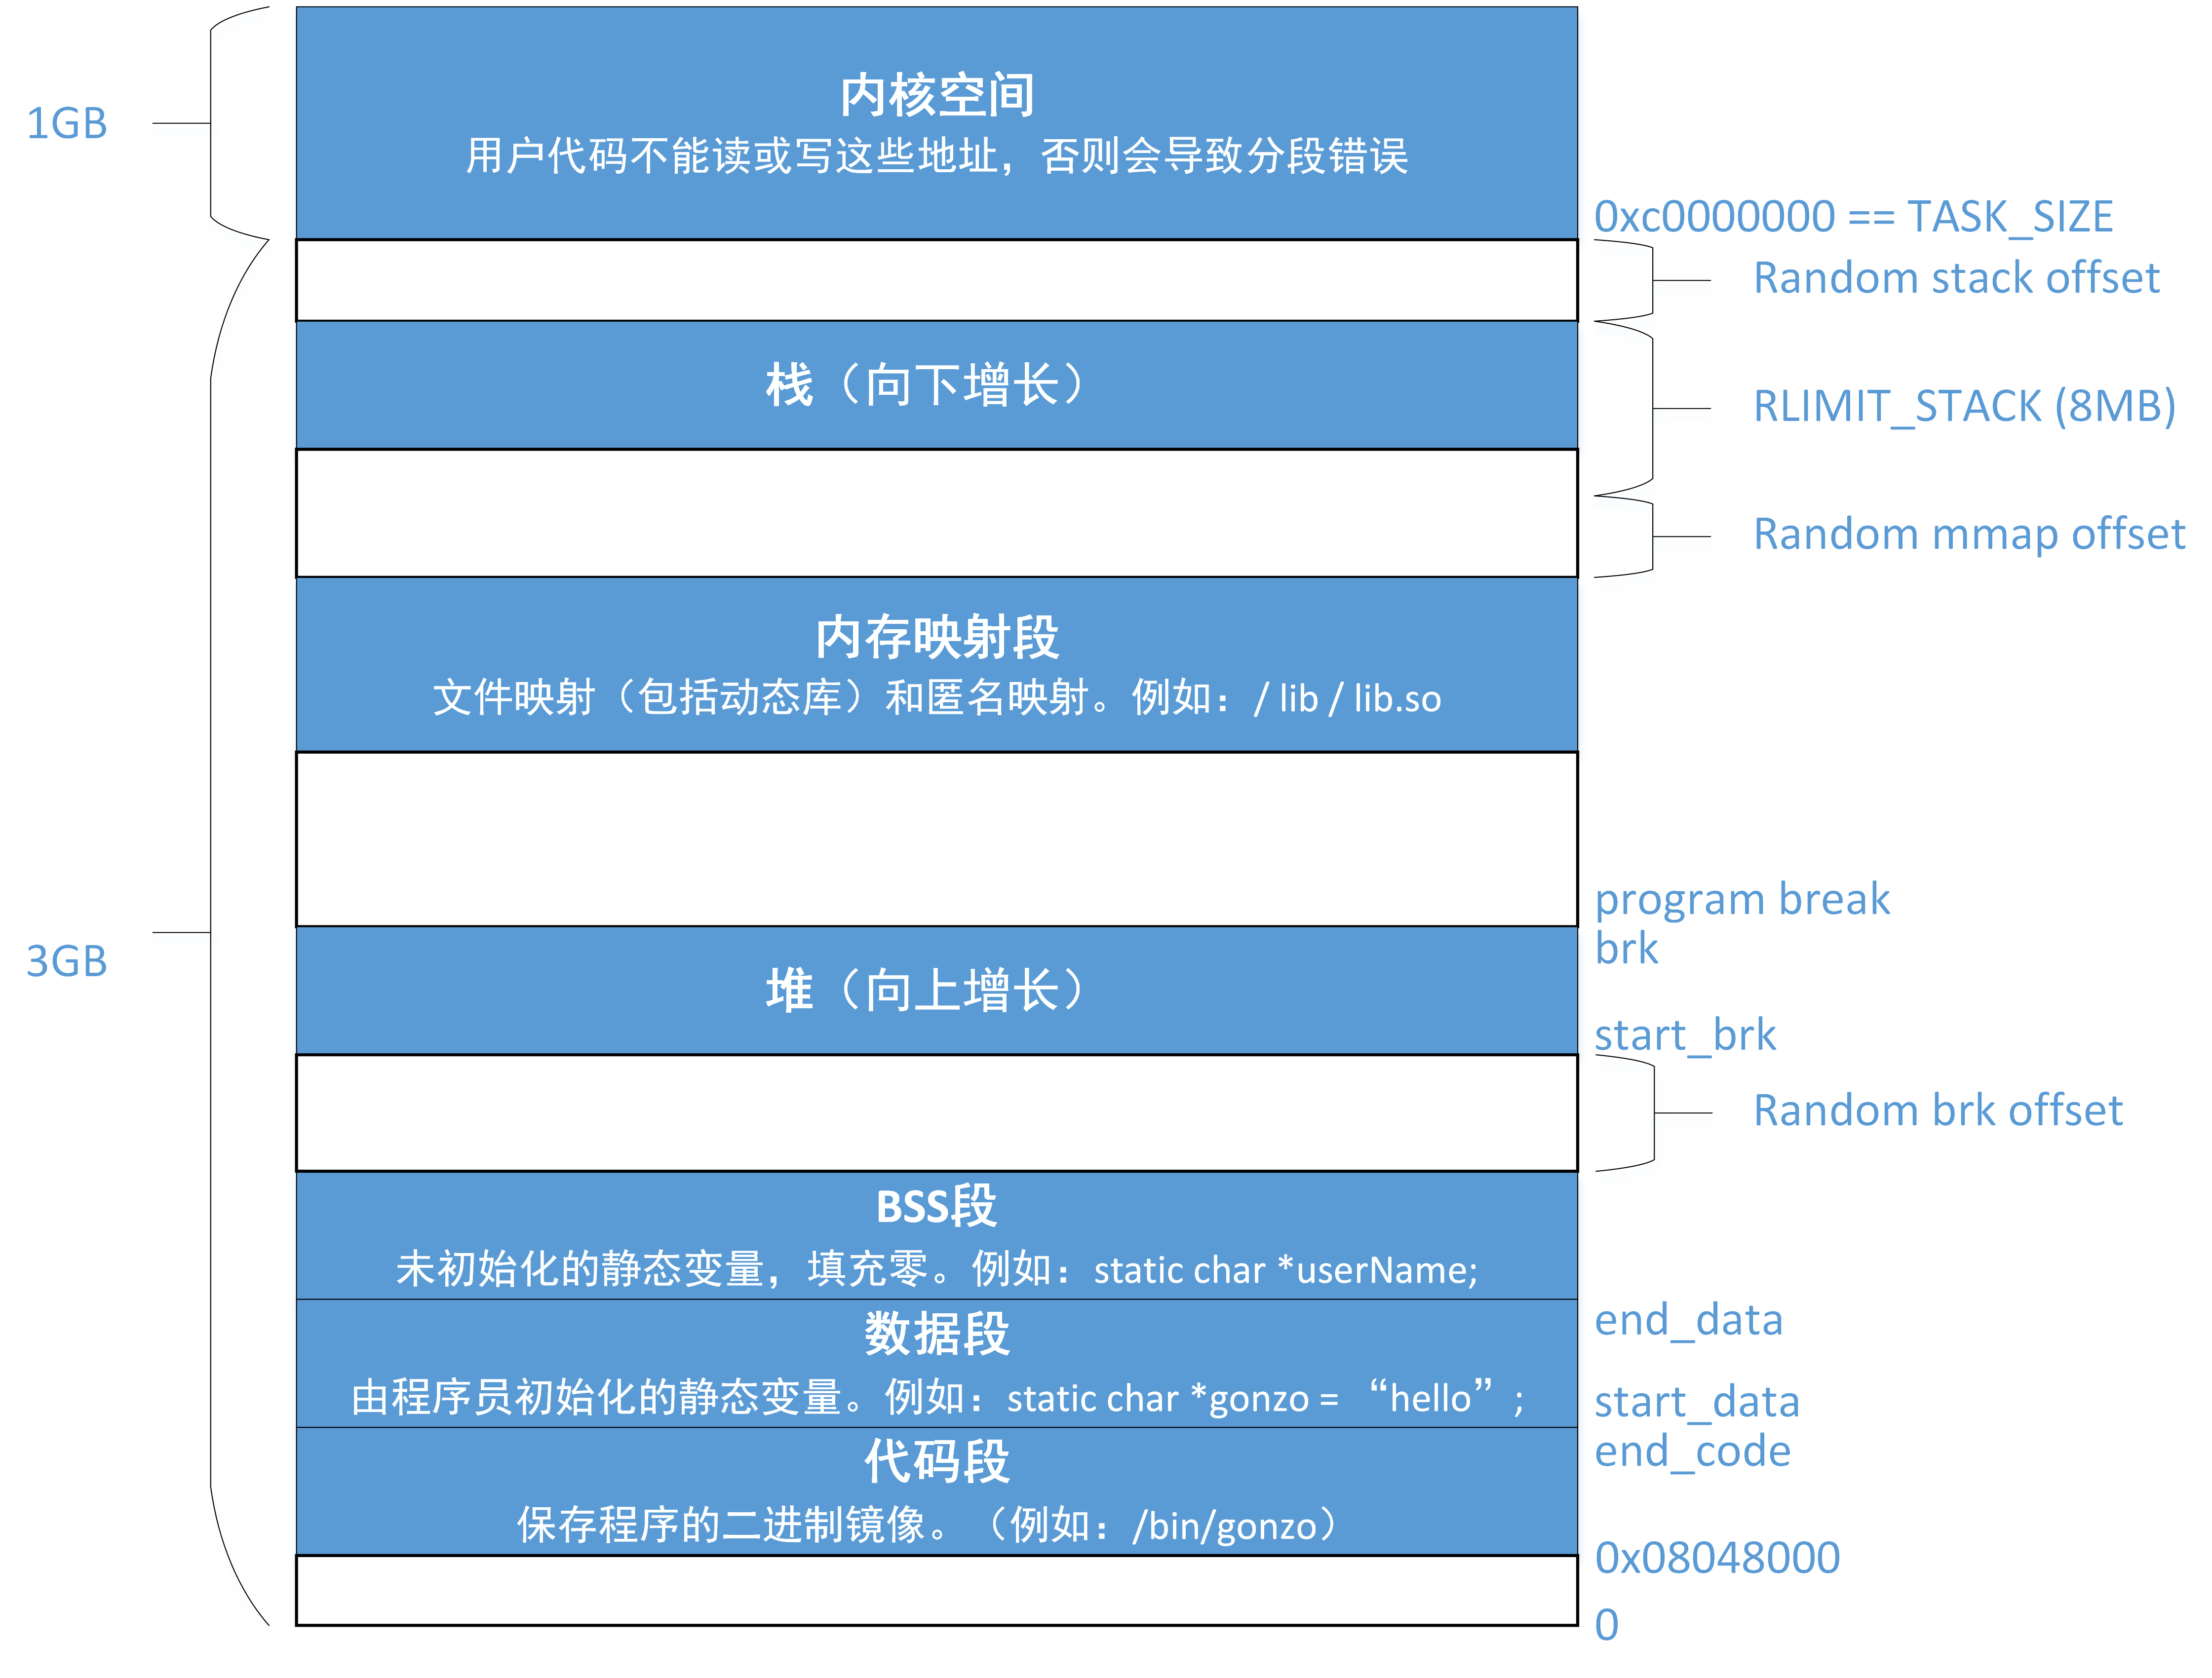 1GB
内核空间
用户代码不能读或写这些地址，否则会导致分段错误
0xc0000000 == TASK_SIZE
Random stack offset
栈（向下增长）
RLIMIT_STACK (8MB)
Random mmap offset
内存映射段
文件映射（包括动态库）和匿名映射。例如：/ lib / lib.so
3GB
program break
brk
堆（向上增长）
start_brk
Random brk offset
BSS段
未初始化的静态变量，填充零。例如：static char *userName;
end_data
数据段
由程序员初始化的静态变量。例如：static char *gonzo = “hello”;
start_data
end_code
代码段
保存程序的二进制镜像。（例如：/bin/gonzo）
0x08048000
0